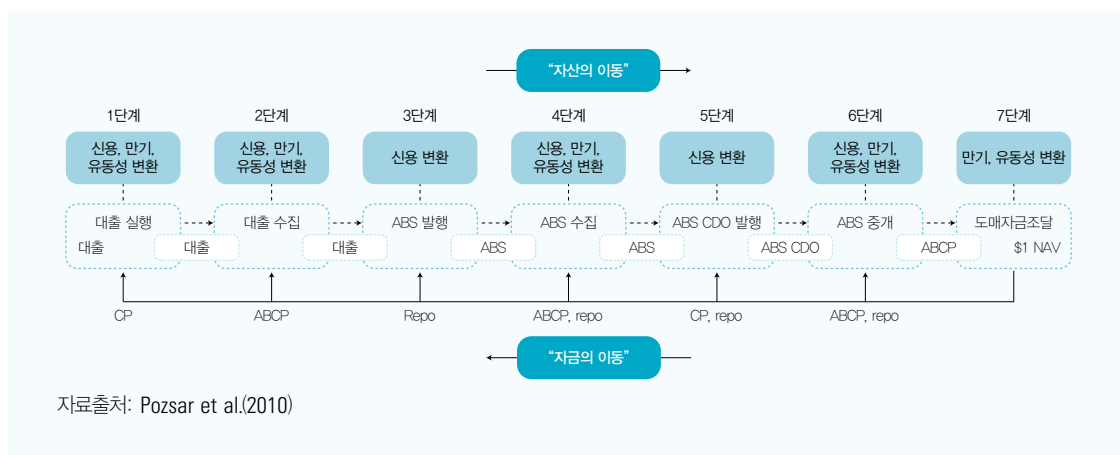 “자산의 이동”
1단계 2단계 3단계 4단계 5단계 6단계 7단계
신용, 만기,
유동성 변환
신용, 만기,
유동성 변환
신용 변환
신용, 만기,
유동성 변환
신용 변환
신용, 만기,
유동성 변환
만기, 유동성 변환
대출 실행 대출 수집 ABS 발행 ABS 수집 ABS CDO 발행 ABS 중개 도매자금조달
대출 대출 대출 ABS ABS ABS CDO ABCP $1 NAV
CP ABCP Repo ABCP, repo CP, repo ABCP, repo
“자금의 이동”
자료출처: Pozsar et al.(2010)